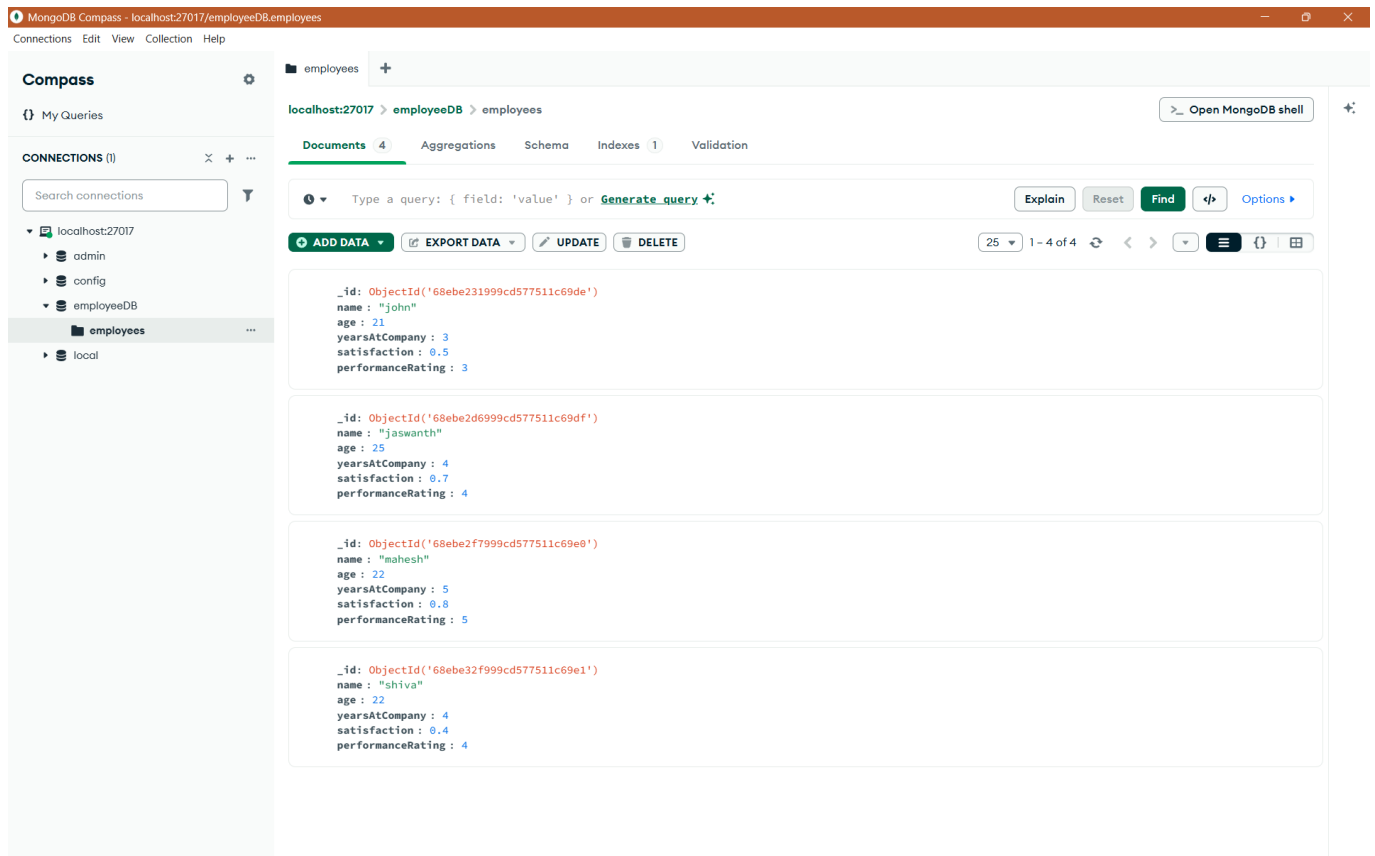 MongoDB Compass - localhost:27017/employeeDB.employees
Connections Edit View Collection Help
Compass
{} My Queries
CONNECTIONS (1)
Search connections
localhost:27017
admin
config
employeeDB
employees
local
employees
localhost:27017 > employeeDB > employees
>_ Open MongoDB shell
Documents 4 Aggregations Schema Indexes 1 Validation
Type a query: { field: 'value' } or Generate query
Explain Reset Find </> Options
ADD DATA EXPORT DATA UPDATE DELETE
25 1 – 4 of 4 {}
_id: ObjectId('68ebe231999cd577511c69de')
name : "john"
age : 21
yearsAtCompany : 3
satisfaction : 0.5
performanceRating : 3
_id: ObjectId('68ebe2d6999cd577511c69df')
name : "jaswanth"
age : 25
yearsAtCompany : 4
satisfaction : 0.7
performanceRating : 4
_id: ObjectId('68ebe2f7999cd577511c69e0')
name : "mahesh"
age : 22
yearsAtCompany : 5
satisfaction : 0.8
performanceRating : 5
_id: ObjectId('68ebe32f999cd577511c69e1')
name : "shiva"
age : 22
yearsAtCompany : 4
satisfaction : 0.4
performanceRating : 4